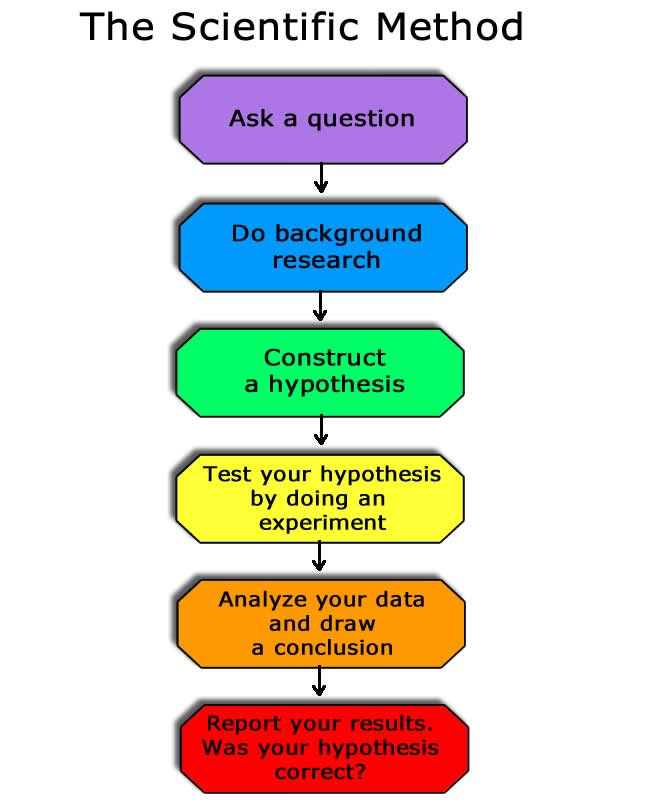 The Scientific Method
Ask a question
Do background
research
Construct
a hypothesis
Test your hypothesis
by doing an
experiment
Analyze your data
and draw
a conclusion
Report your results.
Was your hypothesis
correct?